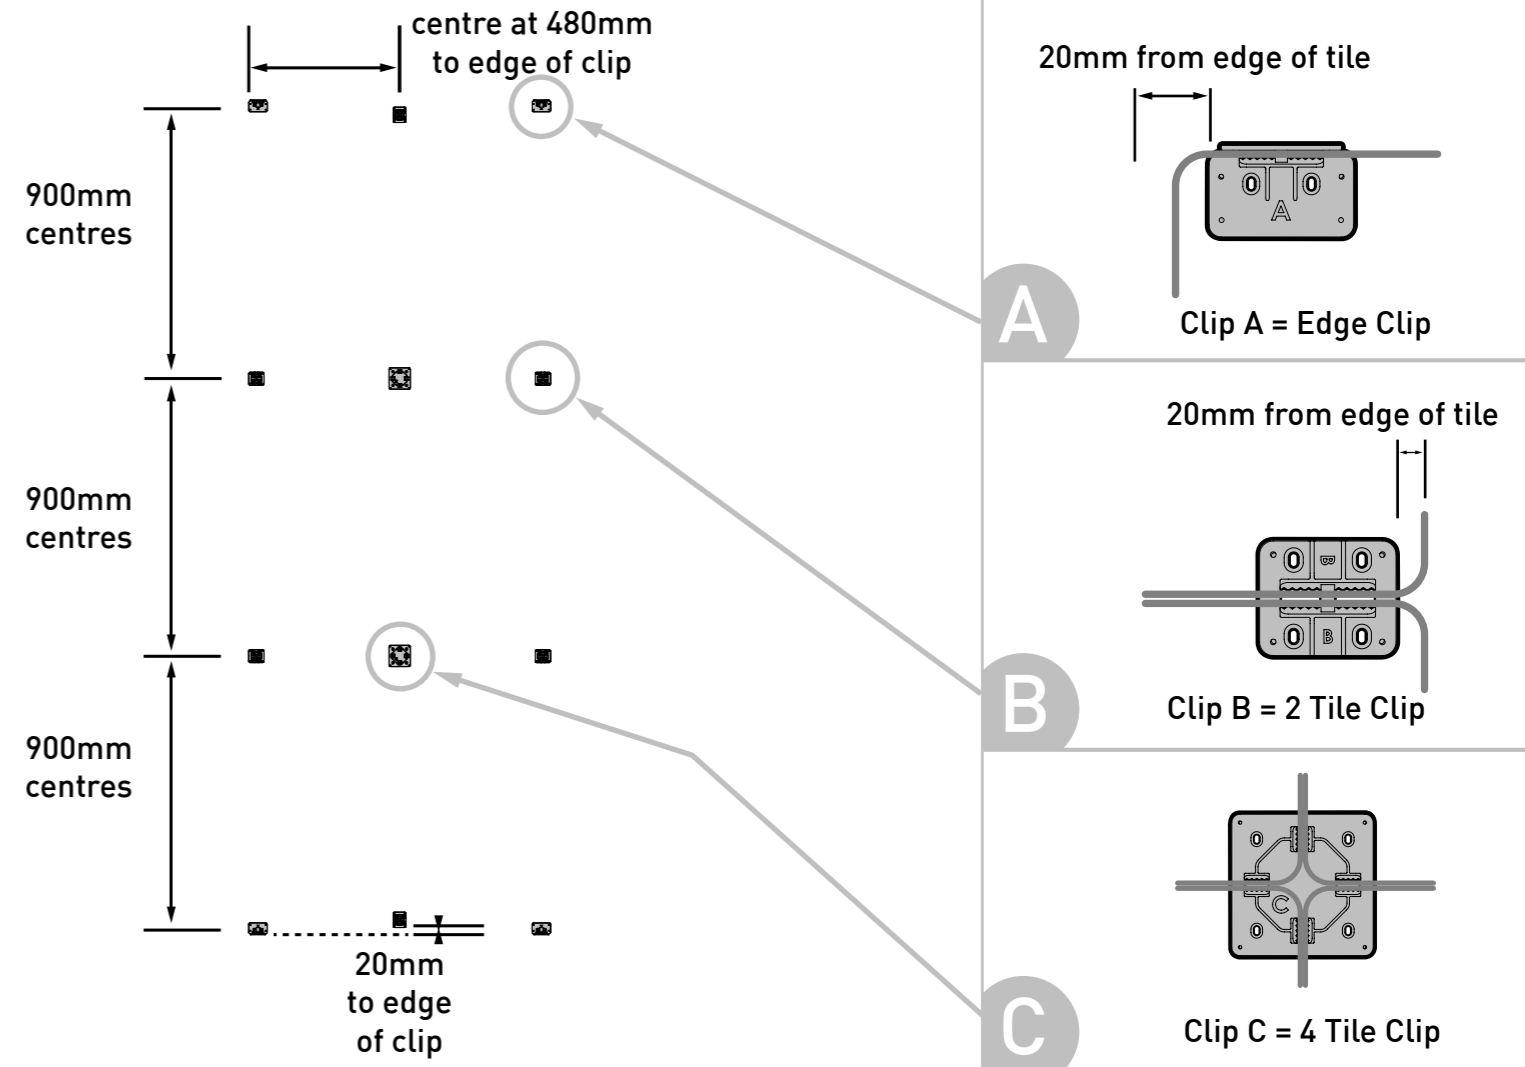 centre at 480mm
to edge of clip
900mm
centres
900mm
centres
900mm
centres
20mm
to edge
of clip
20mm from edge of tile
A
A
Clip A = Edge Clip
20mm from edge of tile
B
B
B
Clip B = 2 Tile Clip
C
C
Clip C = 4 Tile Clip